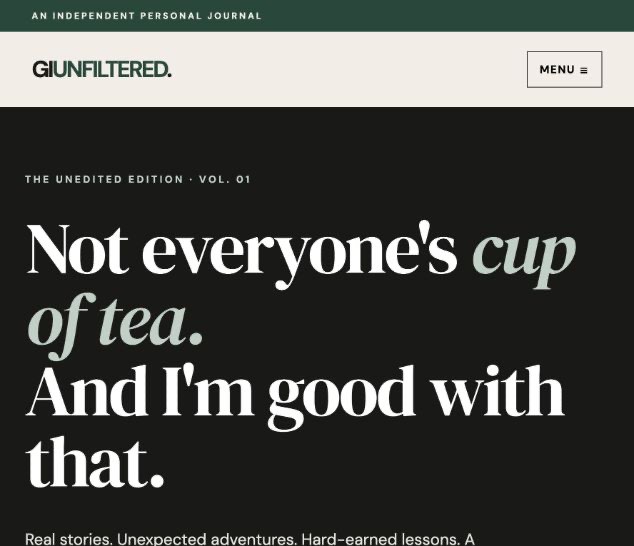 AN INDEPENDENT PERSONAL JOURNAL
GIUNFILTERED.
MENU ≡
THE UNEDITED EDITION · VOL. 01
Not everyone's cup
of tea.
And I'm good with
that.
Real stories. Unexpected adventures. Hard-earned lessons. A